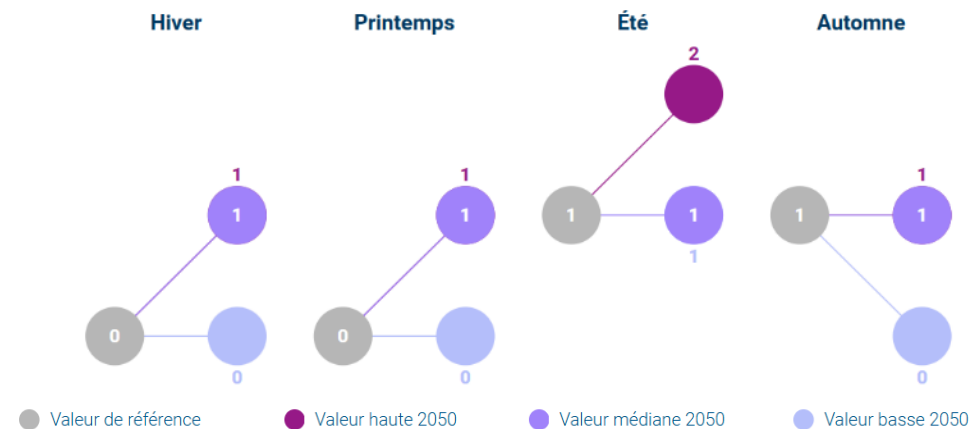 Hiver Printemps Été Automne
2
1 1
1 1 1 1 1 1
1
0 0
0 0 0
Valeur de référence Valeur haute 2050 Valeur médiane 2050 Valeur basse 2050